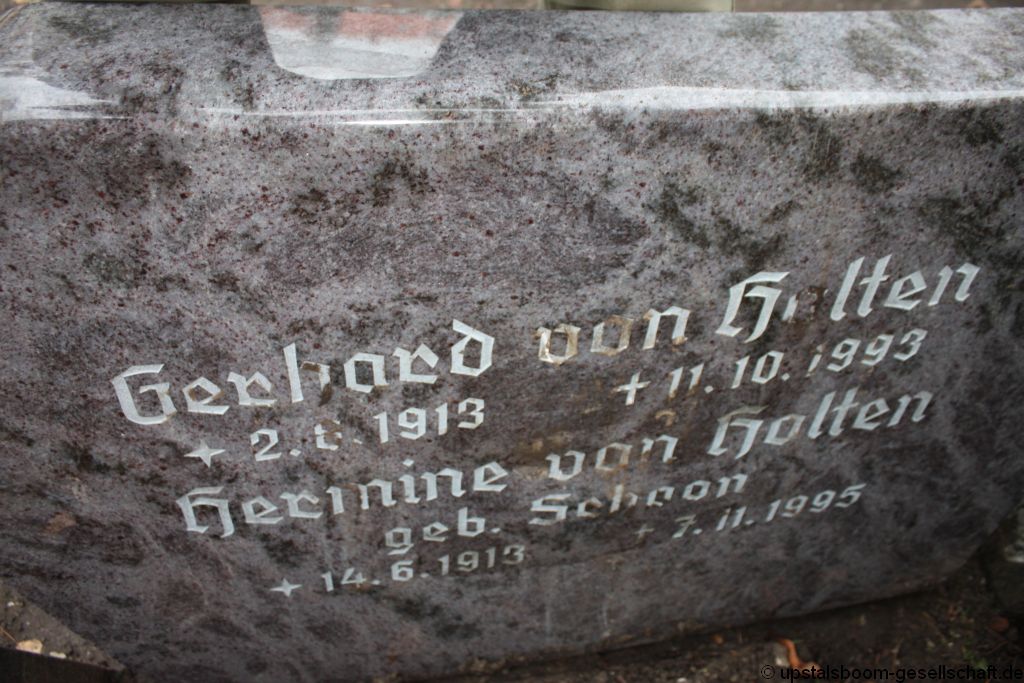 Gerhard von Holten
2. 6. 1913 + 11. 10. 1993
Hermine von Holten
geb. Schoon
14. 6. 1913 + 7. 11. 1995
© upstalsboom-gesellschaft.de